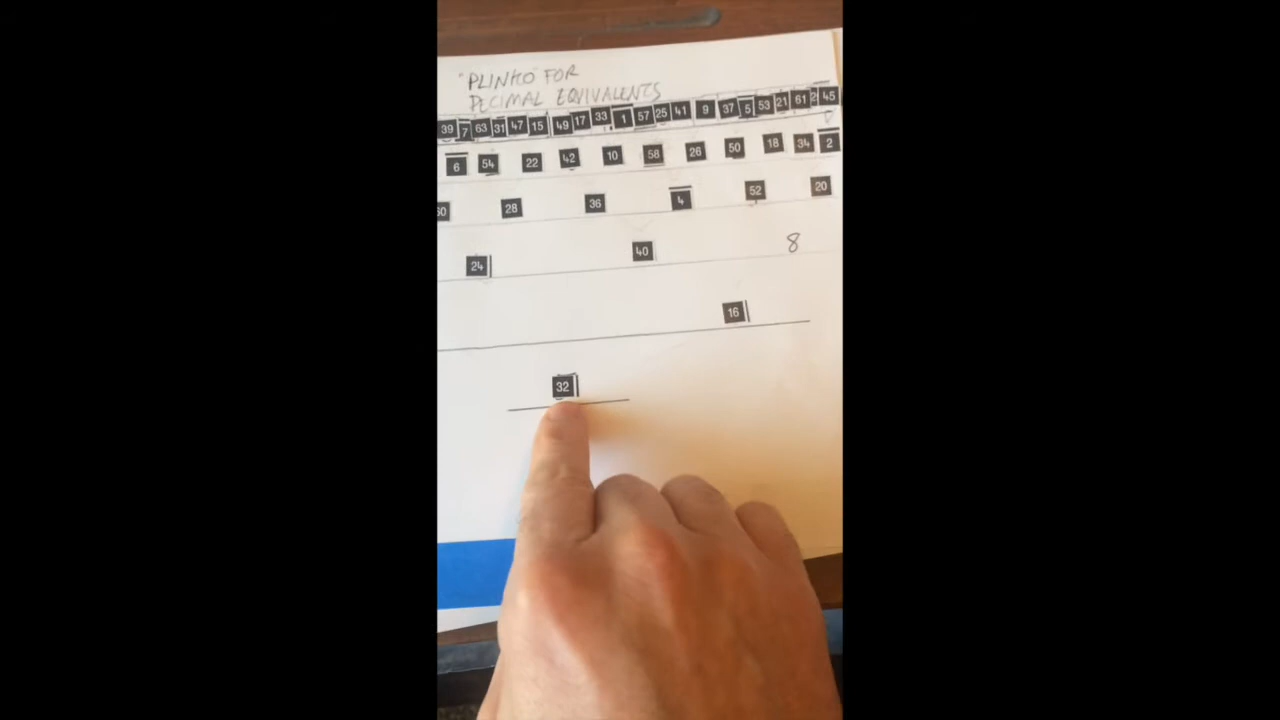 "PLINKO" FOR
DECIMAL EQUIVALENTS
39 7 63 31 47 15 49 17 33 1 57 25 41 9 37 5 53 21 61 2 45
6 54 22 42 10 58 26 50 18 34 2
60 28 36 4 52 20
24 40 8
16
32